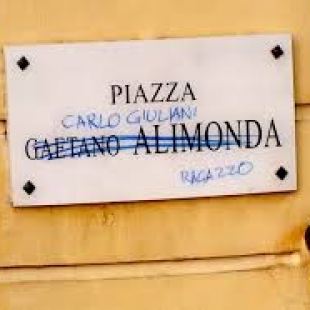 PIAZZA
CARLO GIULIANI
GAETANO ALIMONDA
RAGAZZO